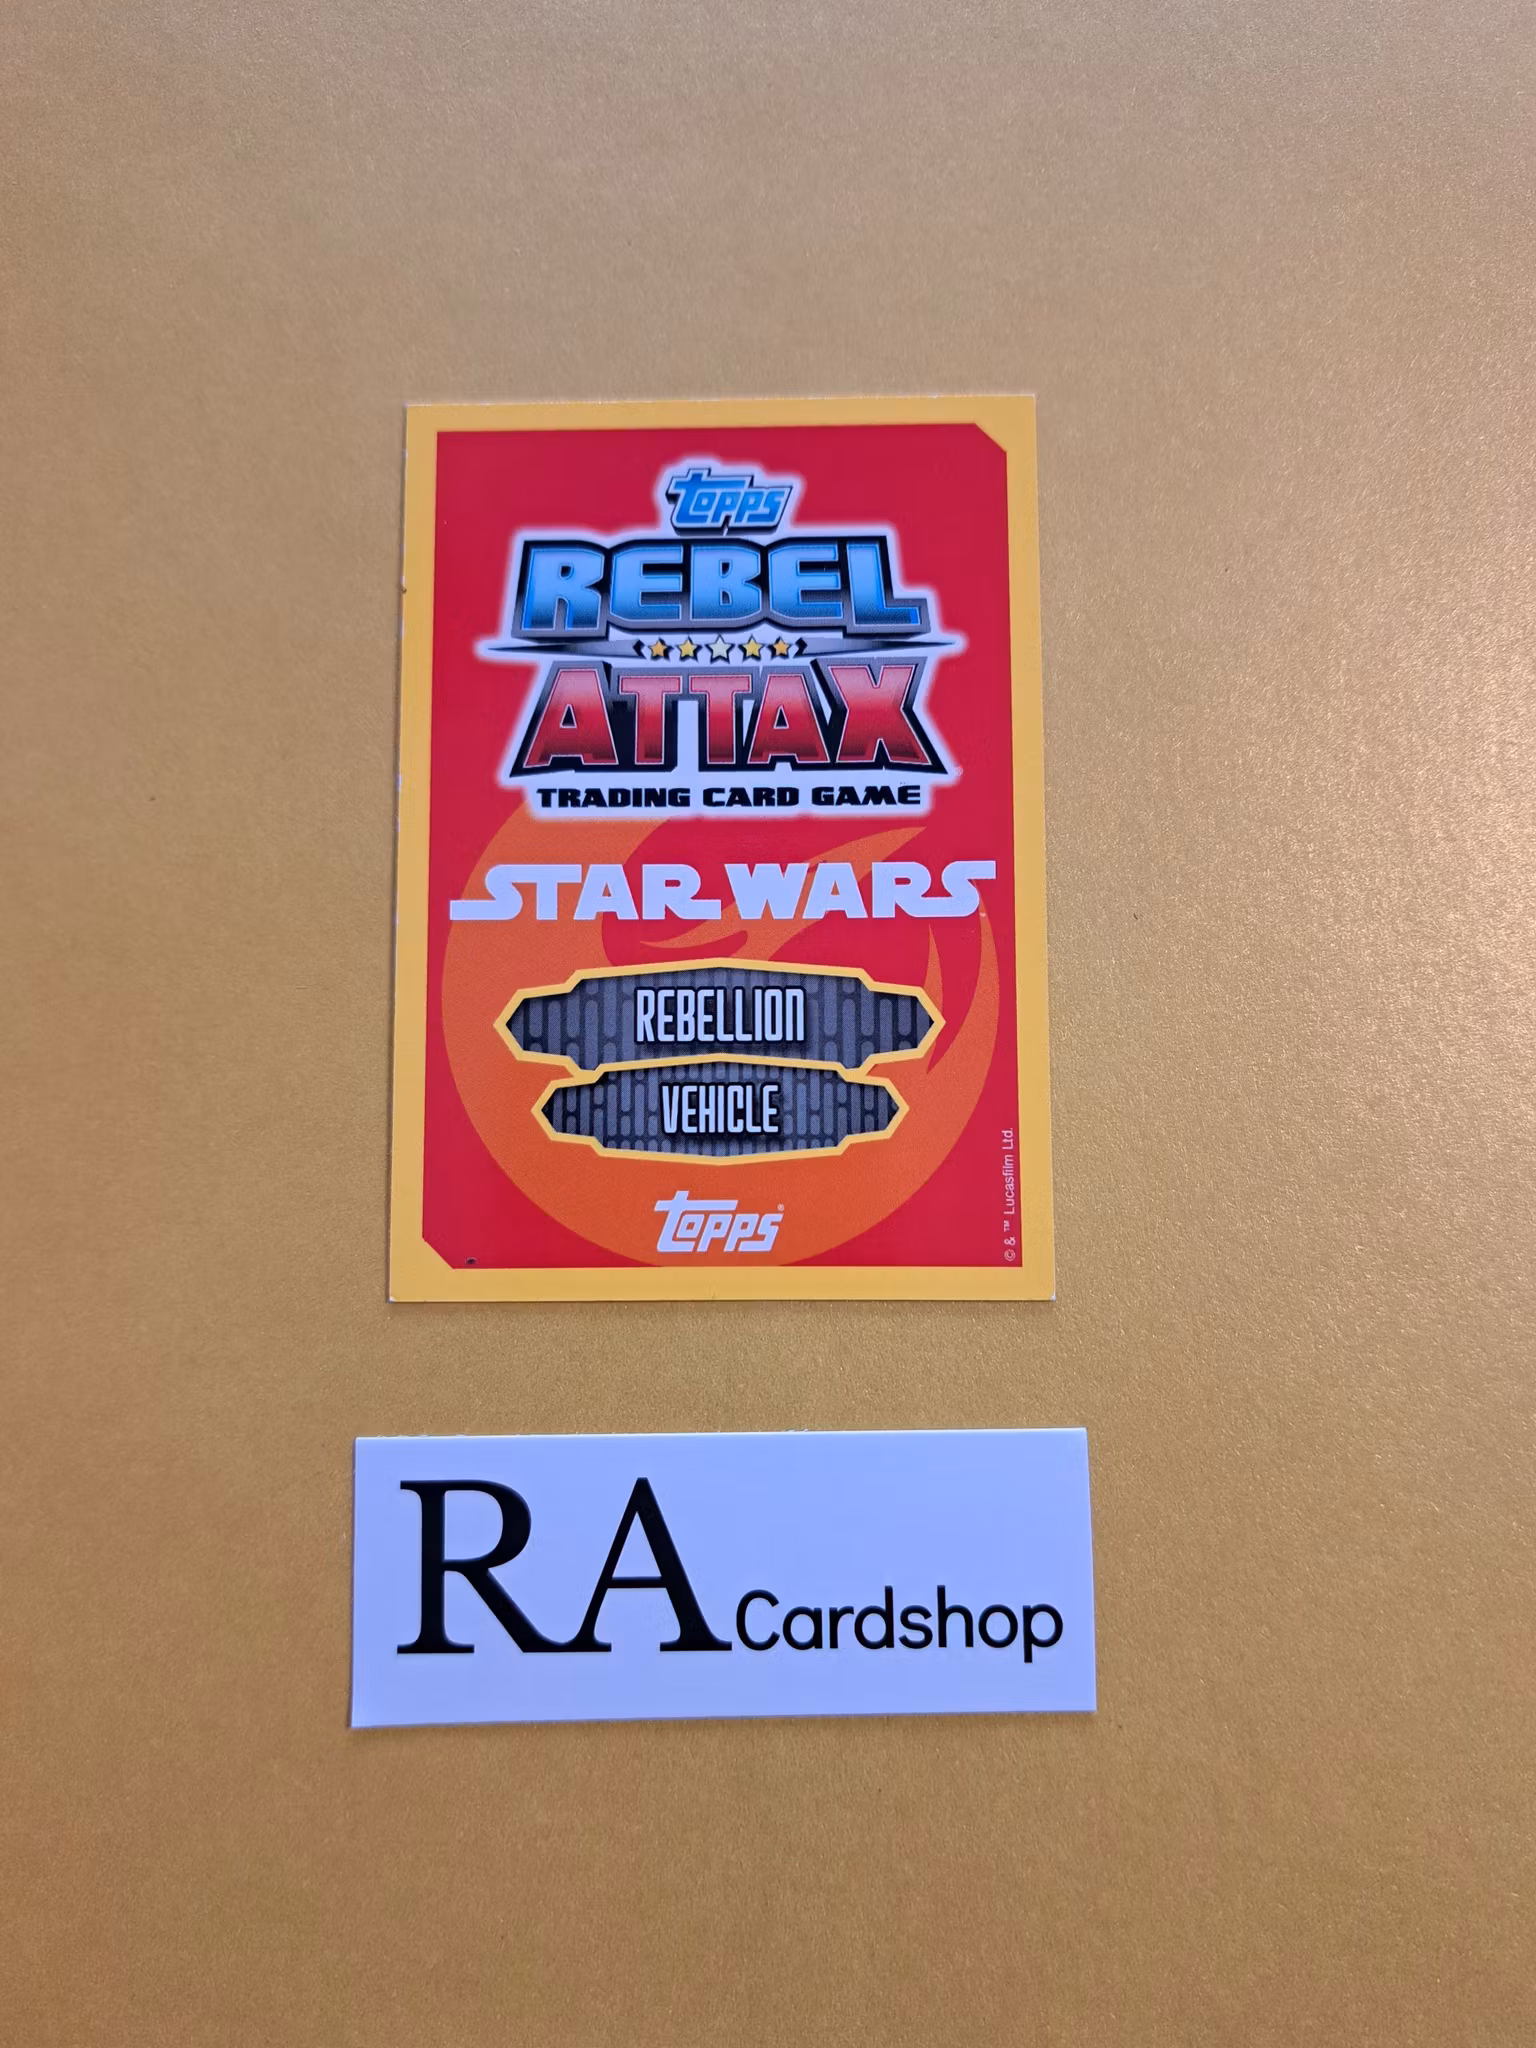 topps
REBEL
ATTAX
TRADING CARD GAME
STAR WARS
REBELLION
VEHICLE
topps®
© & ™ Lucasfilm Ltd.
RA Cardshop